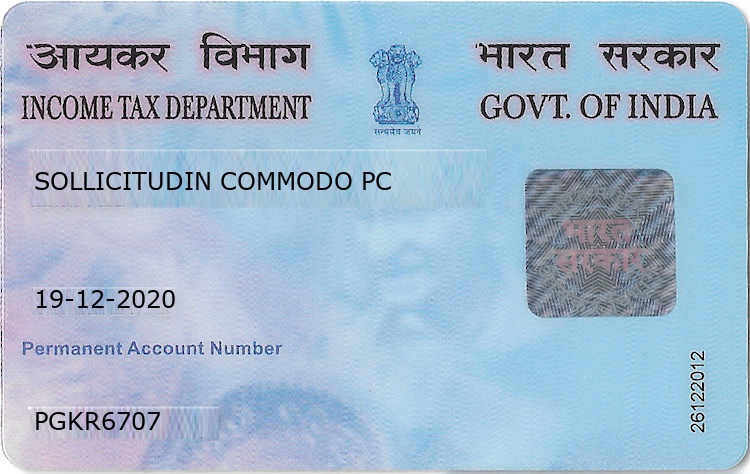 आयकर विभाग
भारत सरकार
INCOME TAX DEPARTMENT
GOVT. OF INDIA
सत्यमेव जयते
SOLLICITUDIN COMMODO PC
भारत
सरकार
19-12-2020
Permanent Account Number
PGKR6707
26122012